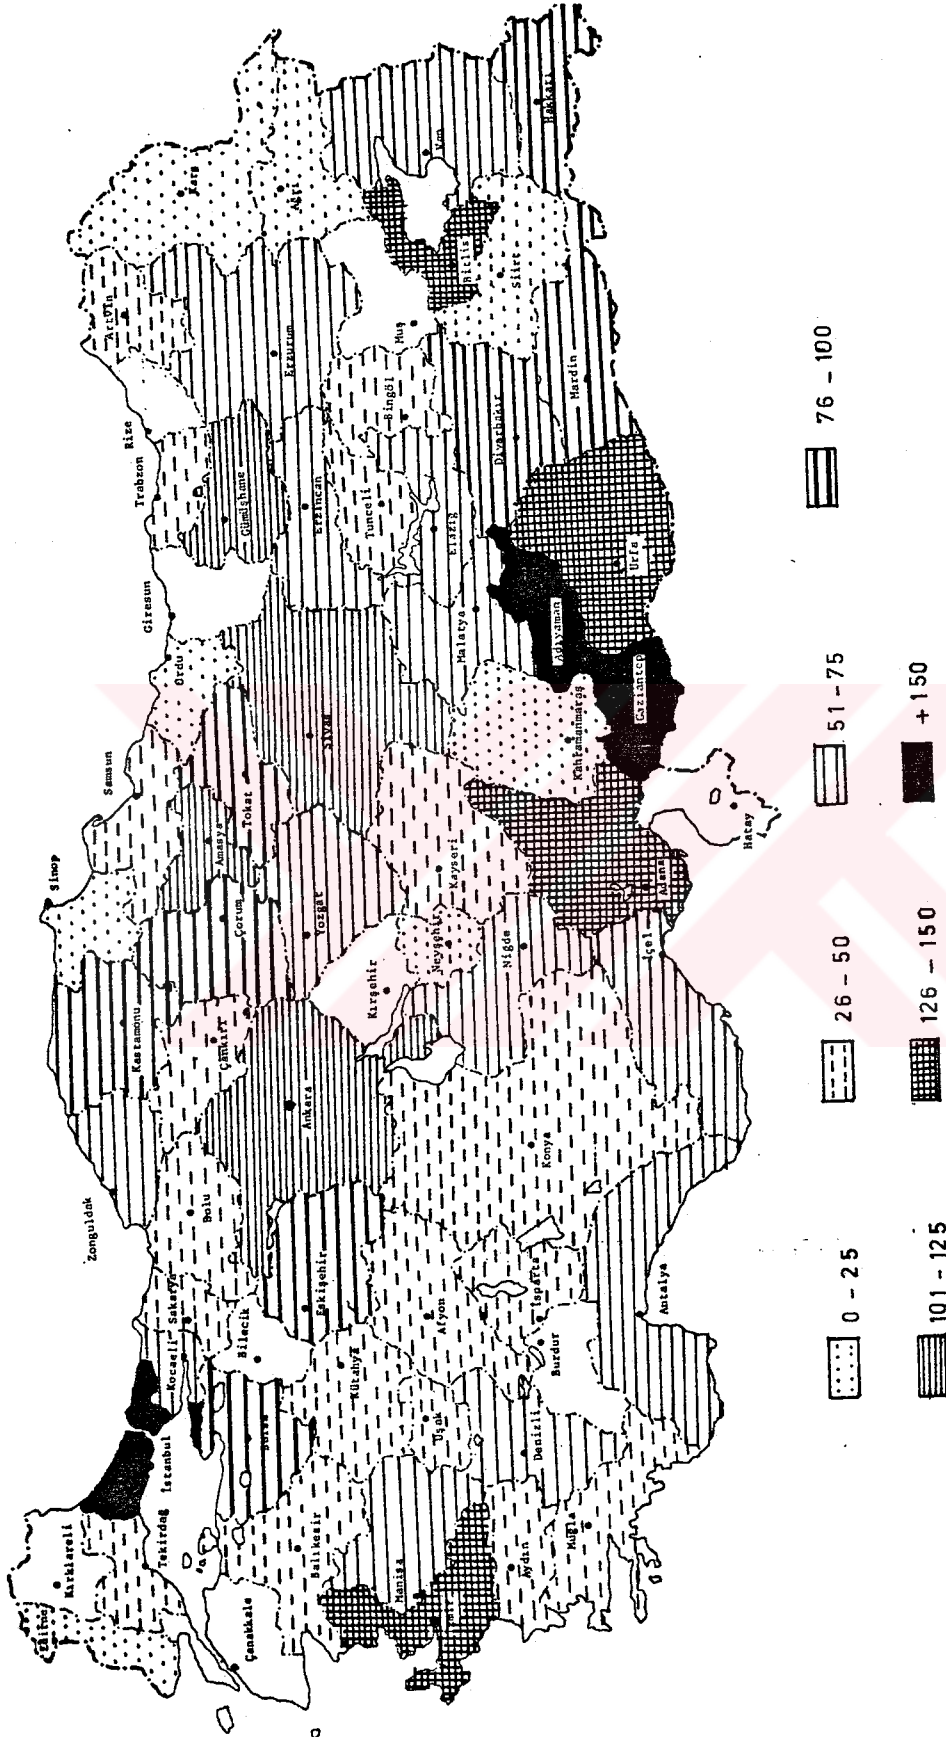 Sinop
Zonguldak
Kastamonu
Samsun
Ordu
Giresun
Trabzon
Rize
Artvin
Kars
Kırklareli
Edirne
Tekirdağ
İstanbul
Kocaeli
Sakarya
Bolu
Çankırı
Çorum
Amasya
Tokat
Gümüşhane
Erzurum
Ağrı
Çanakkale
Balıkesir
Bursa
Bilecik
Eskişehir
Ankara
Yozgat
Sivas
Erzincan
Kütahya
Kırşehir
Tunceli
Bingöl
Muş
Van
Manisa
İzmir
Uşak
Afyon
Nevşehir
Kayseri
Malatya
Elazığ
Bitlis
Aydın
Denizli
Isparta
Burdur
Konya
Niğde
Kahramanmaraş
Adıyaman
Diyarbakır
Siirt
Hakkari
Muğla
Antalya
İçel
Adana
Gaziantep
Urfa
Mardin
Hatay
0 - 25
26 - 50
51 - 75
76 - 100
101 - 125
126 - 150
+ 150